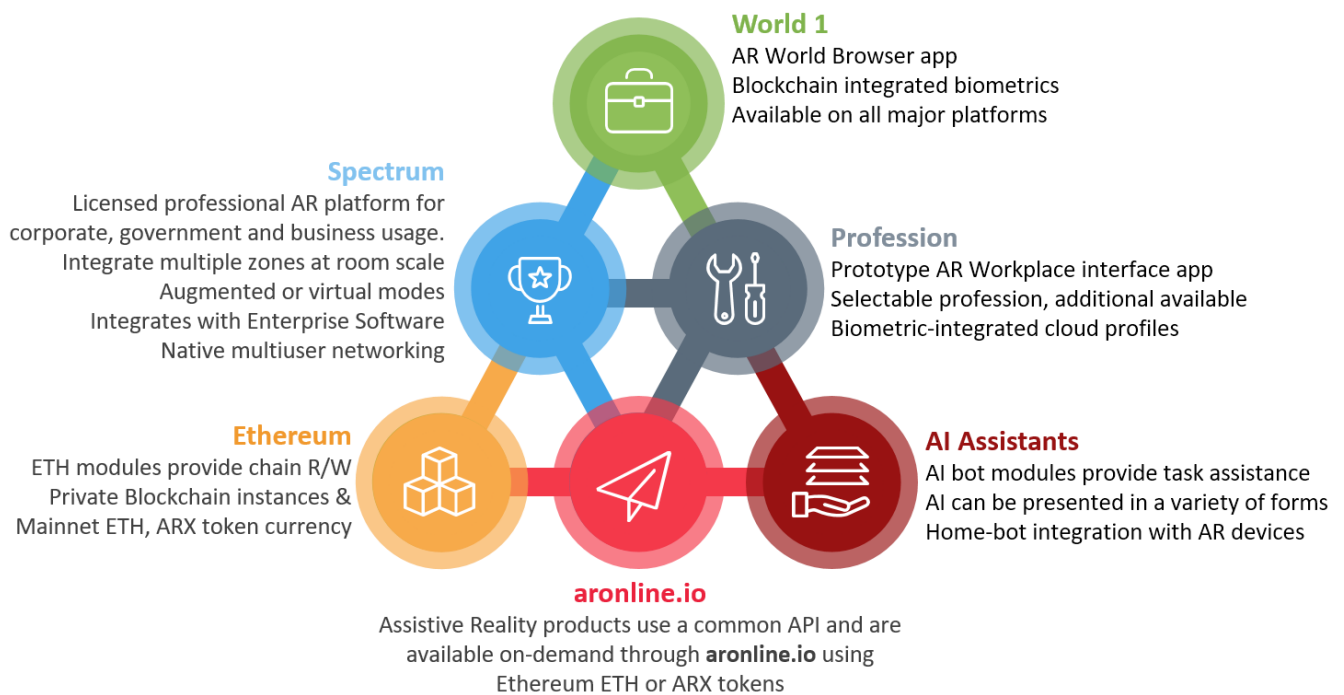 World 1
AR World Browser app
Blockchain integrated biometrics
Available on all major platforms
Spectrum
Licensed professional AR platform for
corporate, government and business usage.
Integrate multiple zones at room scale
Augmented or virtual modes
Integrates with Enterprise Software
Native multiuser networking
Profession
Prototype AR Workplace interface app
Selectable profession, additional available
Biometric-integrated cloud profiles
Ethereum
ETH modules provide chain R/W
Private Blockchain instances &
Mainnet ETH, ARX token currency
AI Assistants
AI bot modules provide task assistance
AI can be presented in a variety of forms
Home-bot integration with AR devices
aronline.io
Assistive Reality products use a common API and are
available on-demand through aronline.io using
Ethereum ETH or ARX tokens